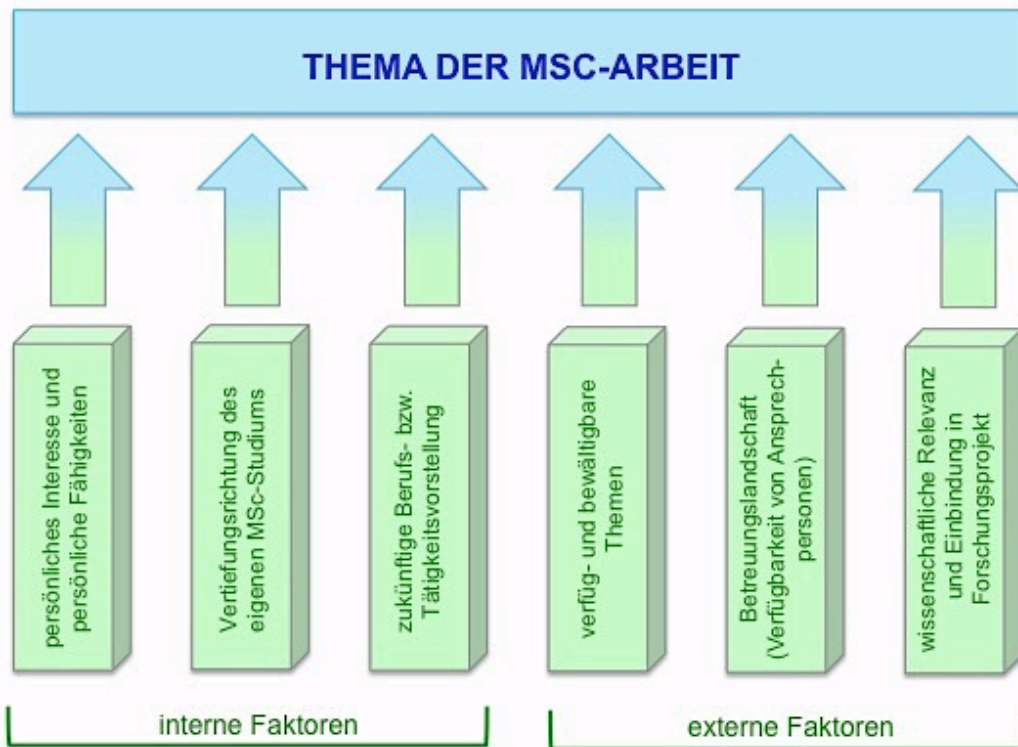 THEMA DER MSC-ARBEIT
persönliches Interesse und
persönliche Fähigkeiten
Vertiefungsrichtung des
eigenen MSc-Studiums
zukünftige Berufs- bzw.
Tätigkeitsvorstellung
verfüg- und bewältigbare
Themen
Betreuungslandschaft
(Verfügbarkeit von Ansprech-
personen)
wissenschaftliche Relevanz
und Einbindung in
Forschungsprojekt
interne Faktoren
externe Faktoren